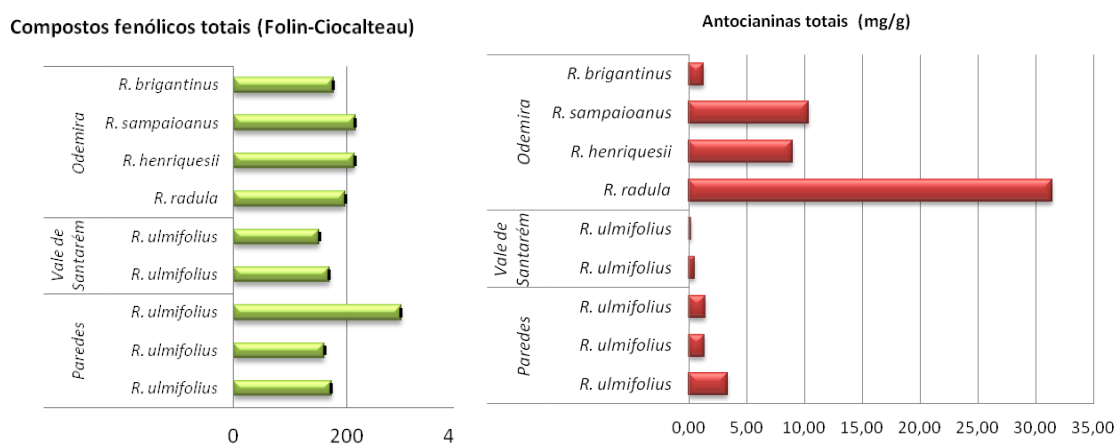 Compostos fenólicos totais (Folin-Ciocalteau)
Odemira
R. brigantinus
R. sampaioanus
R. henriquesii
R. radula
Vale de
Santarém
R. ulmifolius
R. ulmifolius
Paredes
R. ulmifolius
R. ulmifolius
R. ulmifolius
0 200 4
Antocianinas totais (mg/g)
Odemira
R. brigantinus
R. sampaioanus
R. henriquesii
R. radula
Vale de
Santarém
R. ulmifolius
R. ulmifolius
Paredes
R. ulmifolius
R. ulmifolius
R. ulmifolius
0,00 5,00 10,00 15,00 20,00 25,00 30,00 35,00